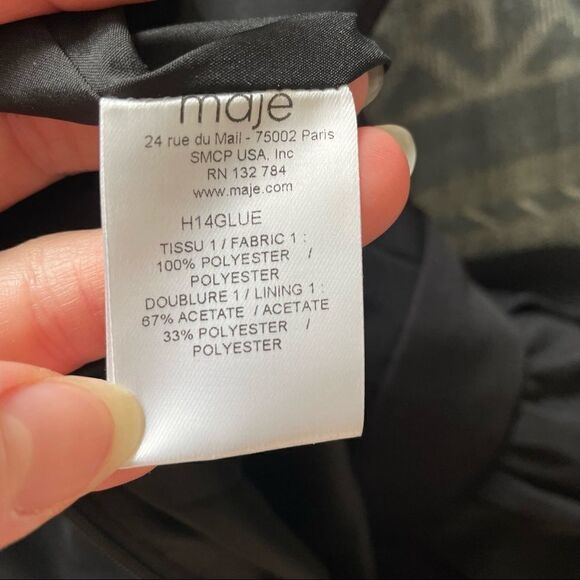 maje
24 rue du Mail - 75002 Paris
SMCP USA, Inc
RN 132 784
www.maje.com
H14GLUE
TISSU 1 / FABRIC 1 :
100% POLYESTER /
POLYESTER
DOUBLURE 1 / LINING 1 :
67% ACETATE / ACETATE
33% POLYESTER /
POLYESTER